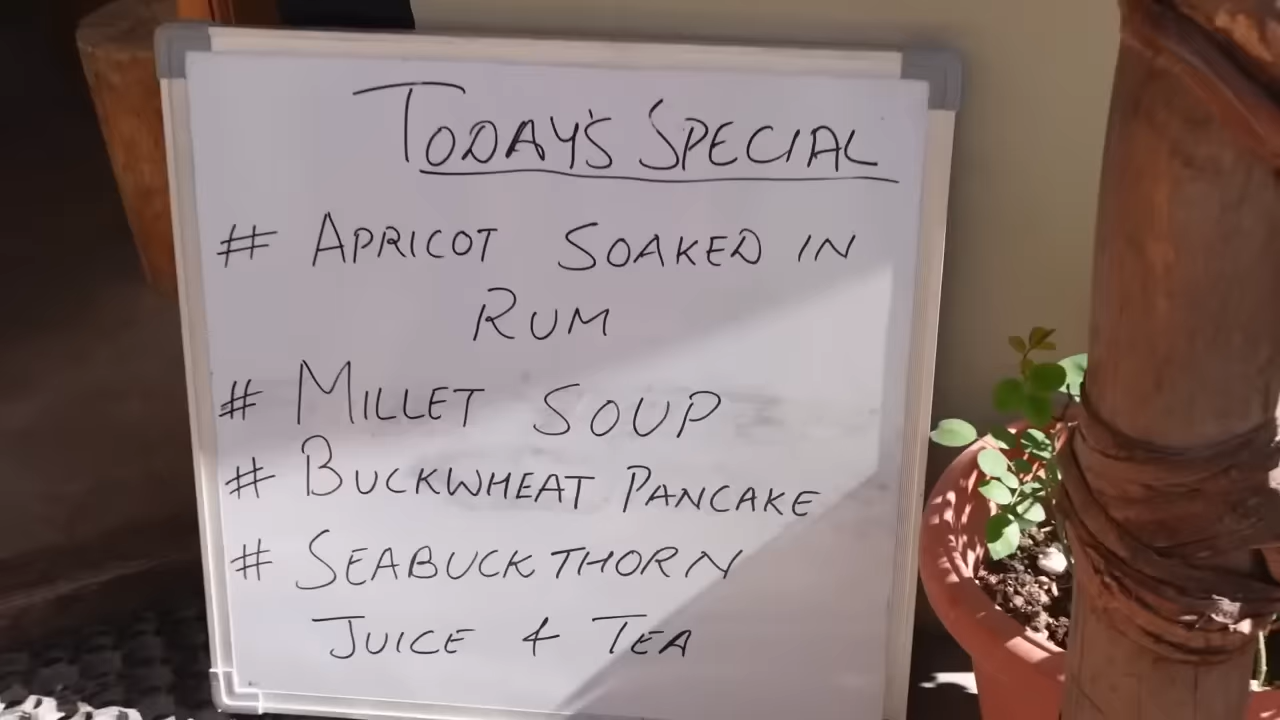 TODAY'S SPECIAL
# APRICOT SOAKED IN
RUM
# MILLET SOUP
# BUCKWHEAT PANCAKE
# SEABUCKTHORN
JUICE & TEA